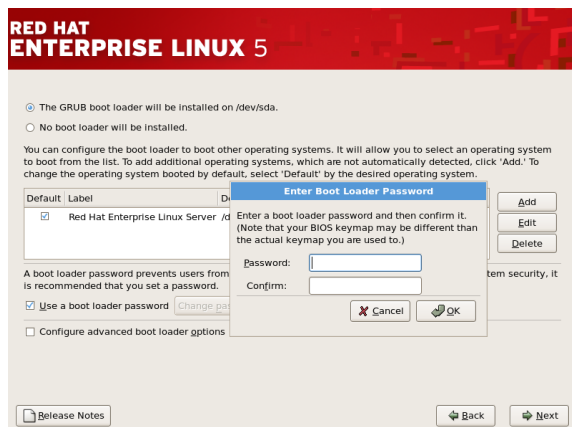 RED HAT
ENTERPRISE LINUX 5
The GRUB boot loader will be installed on /dev/sda.
No boot loader will be installed.
You can configure the boot loader to boot other operating systems. It will allow you to select an operating system
to boot from the list. To add additional operating systems, which are not automatically detected, click 'Add.' To
change the operating system booted by default, select 'Default' by the desired operating system.
Default Label D
Red Hat Enterprise Linux Server /d
Add
Edit
Delete
Enter Boot Loader Password
Enter a boot loader password and then confirm it.
(Note that your BIOS keymap may be different than
the actual keymap you are used to.)
Password:
Confirm:
Cancel OK
A boot loader password prevents users from tem security, it
is recommended that you set a password.
Use a boot loader password Change pa
Configure advanced boot loader options
Release Notes Back Next